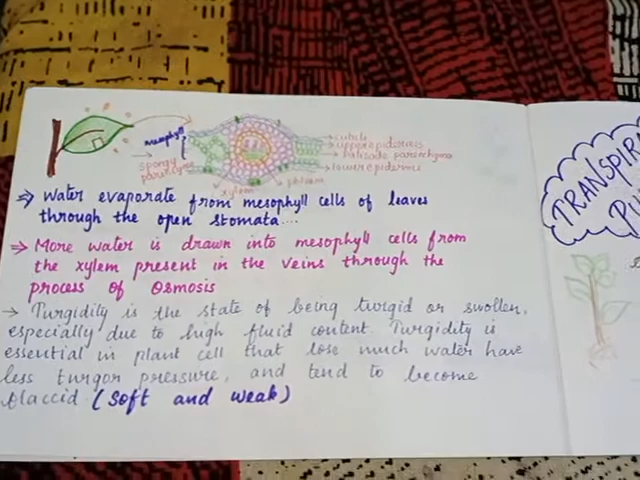 mesophyll
cuticle
upper epidermis
Palisade parenchyma
lower epidermis
spongy
parenchyma
xylem
phloem
⇒ Water evaporate from mesophyll cells of leaves
through the open stomata...
⇒ More water is drawn into mesophyll cells from
the xylem present in the veins through the
process of Osmosis
→ Turgidity is the state of being turgid or swollen,
especially due to high fluid content. Turgidity is
essential in plant cell that lose much water have
less turgor pressure, and tend to become
flaccid (Soft and weak)
TRANSPIRA
PU